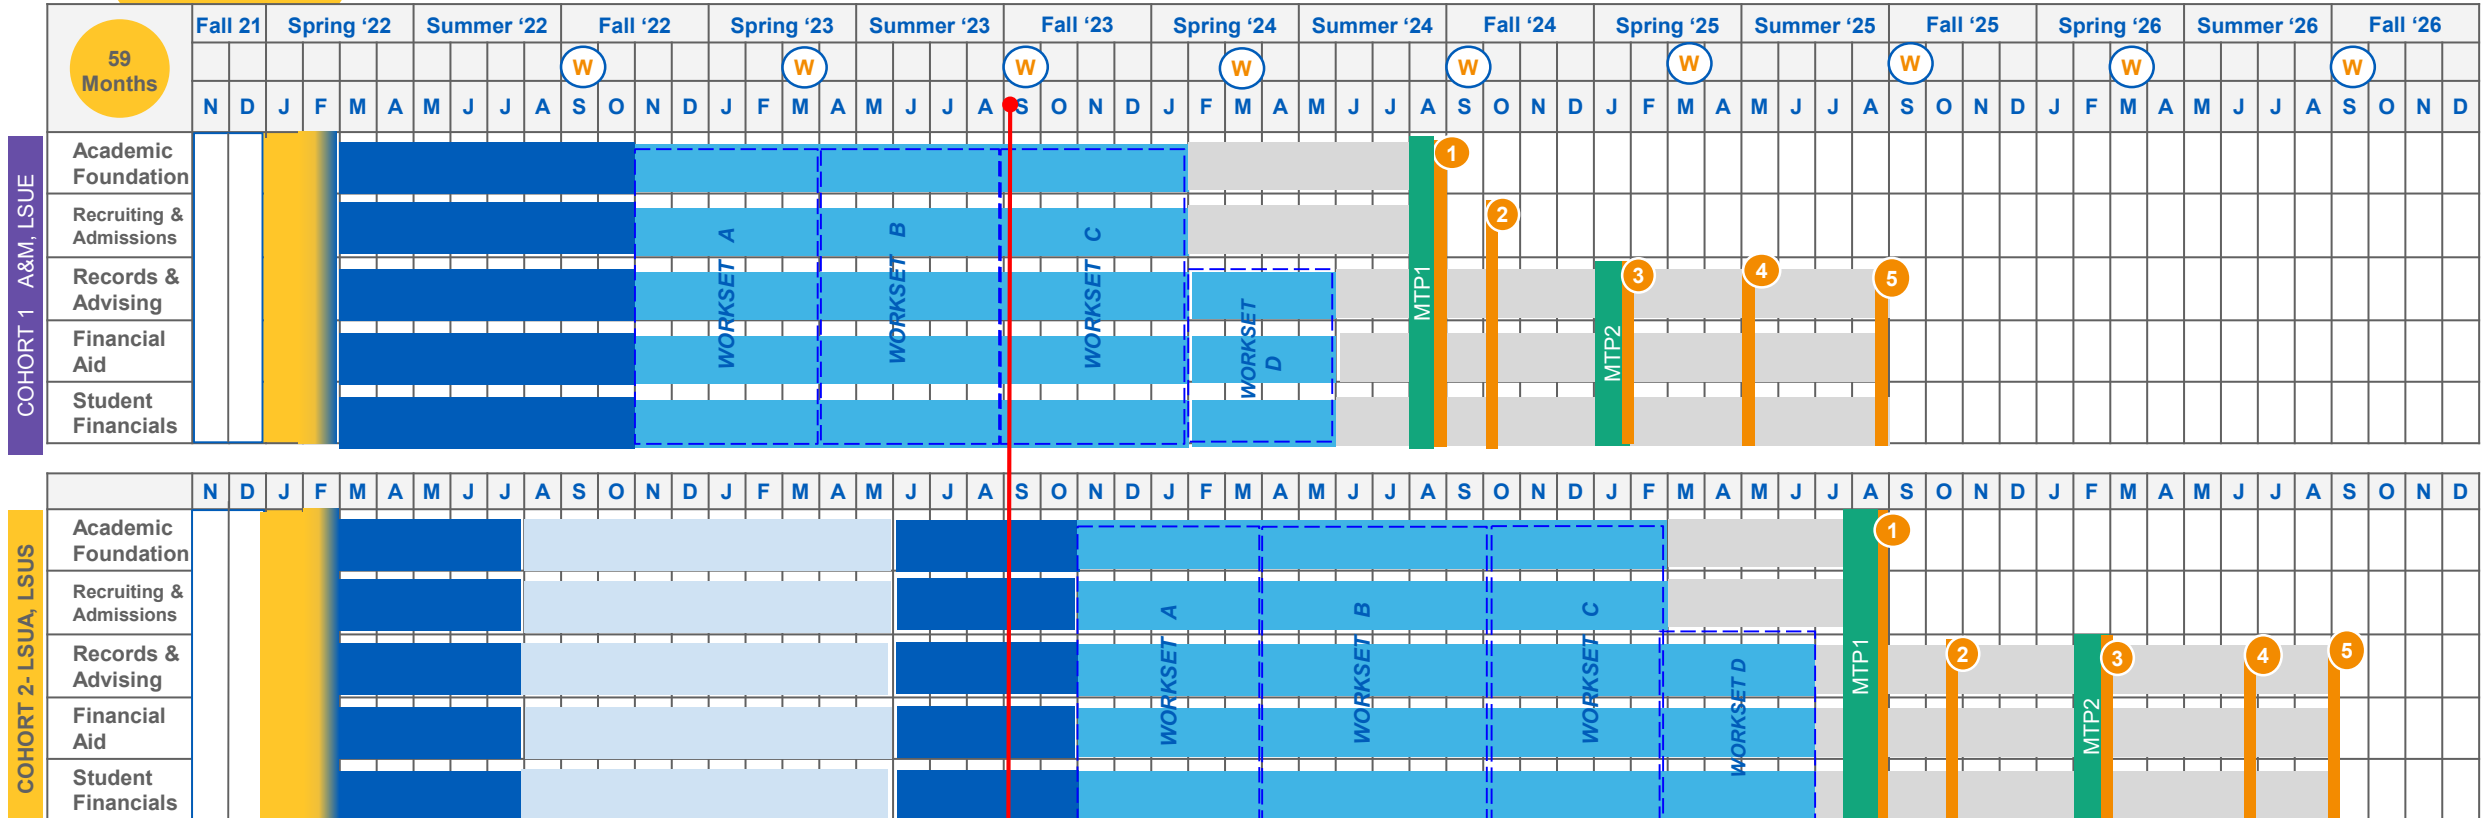 Fall 21 Spring ‘22 Summer ‘22 Fall ‘22 Spring ‘23 Summer ‘23 Fall ‘23 Spring ‘24 Summer ‘24 Fall ‘24 Spring ‘25 Summer ‘25 Fall ‘25 Spring ‘26 Summer ‘26 Fall ‘26
59
Months
W W W W W W W W W
N D J F M A M J J A S O N D J F M A M J J A S O N D J F M A M J J A S O N D J F M A M J J A S O N D J F M A M J J A S O N D
COHORT 1 A&M, LSUE
Academic
Foundation
Recruiting &
Admissions
Records &
Advising
Financial
Aid
Student
Financials
WORKSET A
WORKSET B
WORKSET C
WORKSET
D
MTP1
1
2
MTP2
3
4
5
N D J F M A M J J A S O N D J F M A M J J A S O N D J F M A M J J A S O N D J F M A M J J A S O N D J F M A M J J A S O N D
COHORT 2- LSUA, LSUS
Academic
Foundation
Recruiting &
Admissions
Records &
Advising
Financial
Aid
Student
Financials
WORKSET A
WORKSET B
WORKSET C
WORKSET D
MTP1
1
2
MTP2
3
4
5